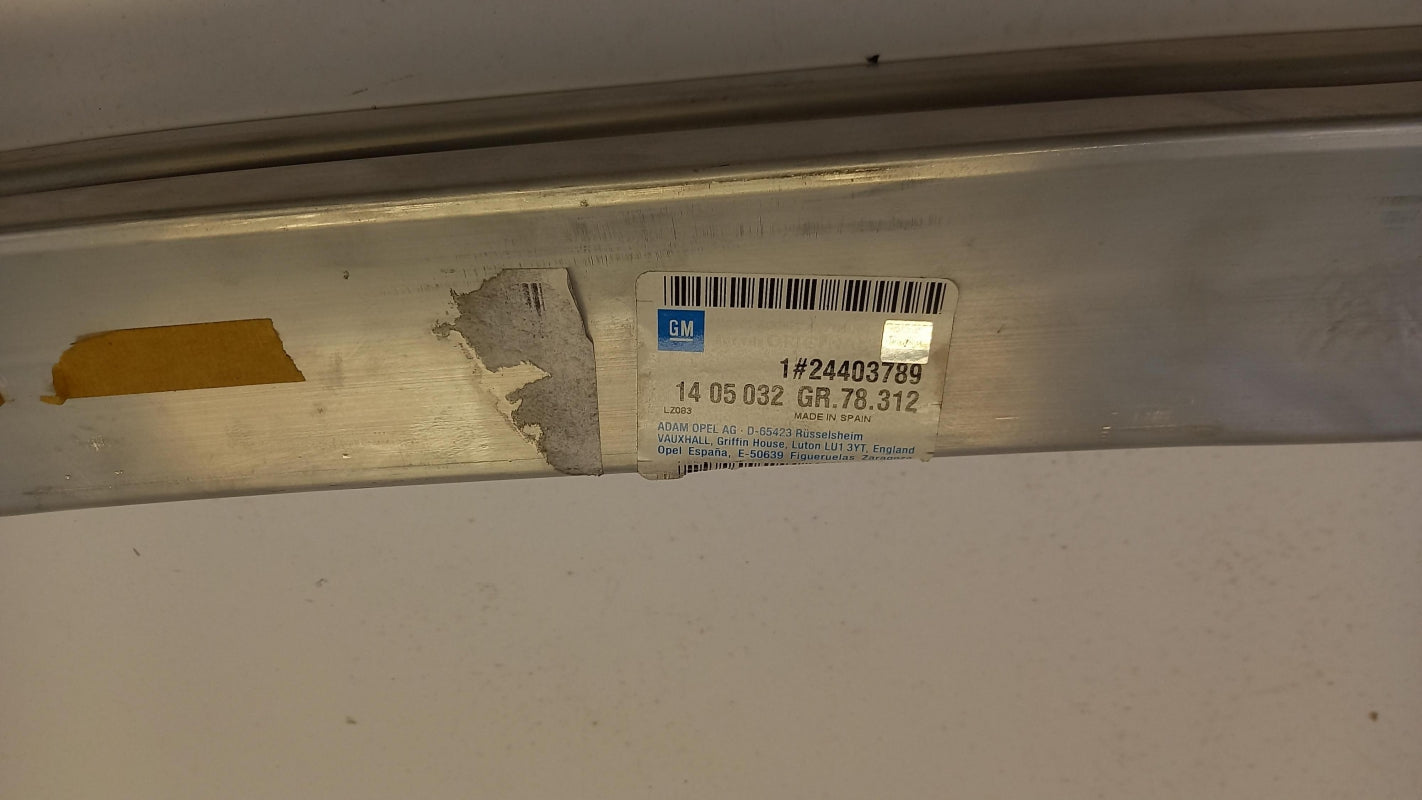 GM
1#24403789
14 05 032 GR.78.312
LZ083 MADE IN SPAIN
ADAM OPEL AG - D-65423 Rüsselsheim
VAUXHALL, Griffin House, Luton LU1 3YT, England
Opel España, E-50639 Figueruelas Zaragoza